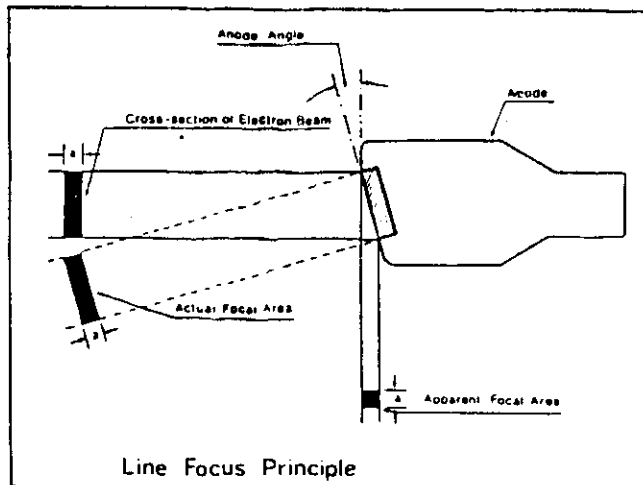 Anode Angle
Anode
Cross-section of Electron Beam
a
Actual Focal Area
a
a Apparent Focal Area
Line Focus Principle